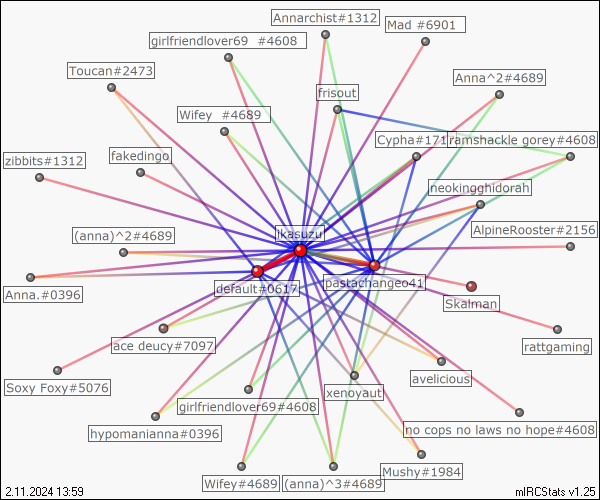 Annarchist#1312
Mad #6901
girlfriendlover69 #4608
Toucan#2473
Anna^2#4689
frisout
Wifey #4689
Cypha#171
ramshackle gorey#4608
zibbits#1312
fakedingo
neokingghidorah
(anna)^2#4689
ikasuzu
AlpineRooster#2156
Anna.#0396
default#0617
pastachangeo41
Skalman
ace deucy#7097
rattgaming
Soxy Foxy#5076
girlfriendlover69#4608
xenoyaut
avelicious
hypomanianna#0396
no cops no laws no hope#4608
Wifey#4689
(anna)^3#4689
Mushy#1984
2.11.2024 13:59
mIRCStats v1.25